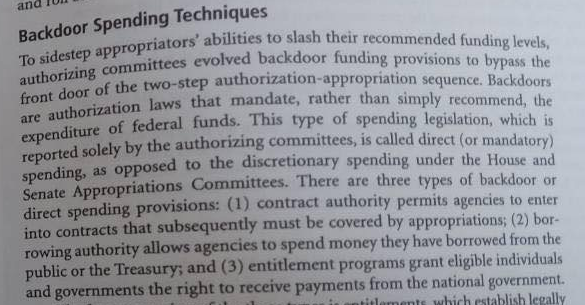 and
Backdoor Spending Techniques
To sidestep appropriators' abilities to slash their recommended funding levels,
authorizing committees evolved backdoor funding provisions to bypass the
front door of the two-step authorization-appropriation sequence. Backdoors
are authorization laws that mandate, rather than simply recommend, the
expenditure of federal funds. This type of spending legislation, which is
reported solely by the authorizing committees, is called direct (or mandatory)
spending, as opposed to the discretionary spending under the House and
Senate Appropriations Committees. There are three types of backdoor or
direct spending provisions: (1) contract authority permits agencies to enter
into contracts that subsequently must be covered by appropriations; (2) bor-
rowing authority allows agencies to spend money they have borrowed from the
public or the Treasury; and (3) entitlement programs grant eligible individuals
and governments the right to receive payments from the national government.
is entitlements, which establish legally